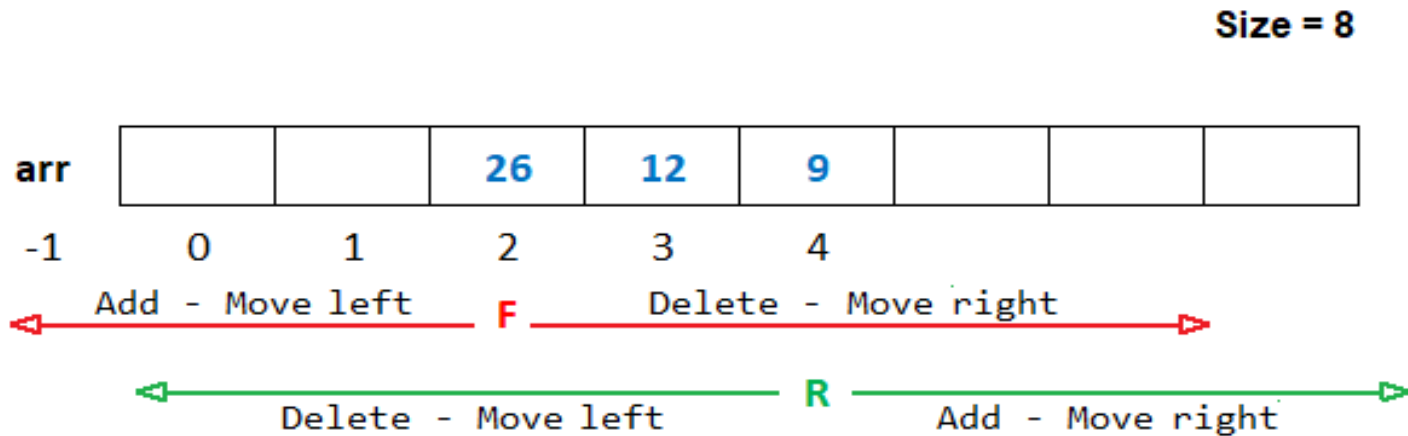 Size = 8
arr 26 12 9
-1 0 1 2 3 4
Add - Move left F Delete - Move right
R
Delete - Move left Add - Move right